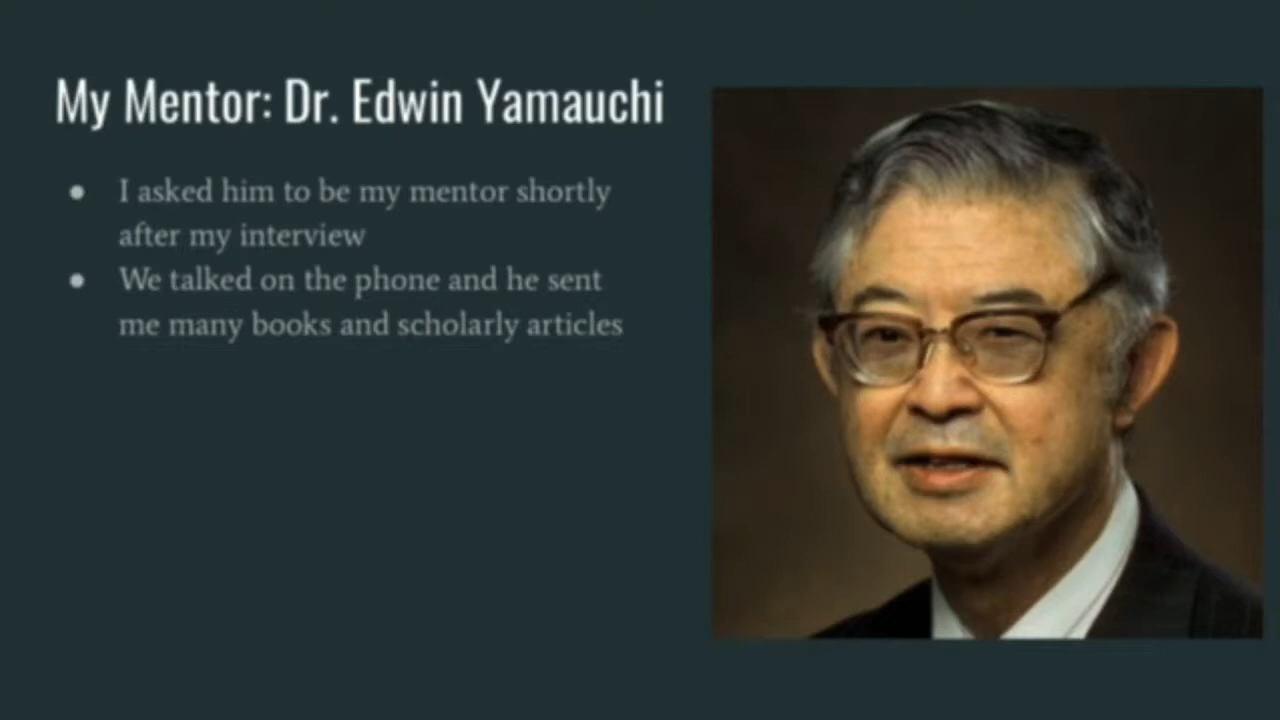 My Mentor: Dr. Edwin Yamauchi
● I asked him to be my mentor shortly
after my interview
● We talked on the phone and he sent
me many books and scholarly articles